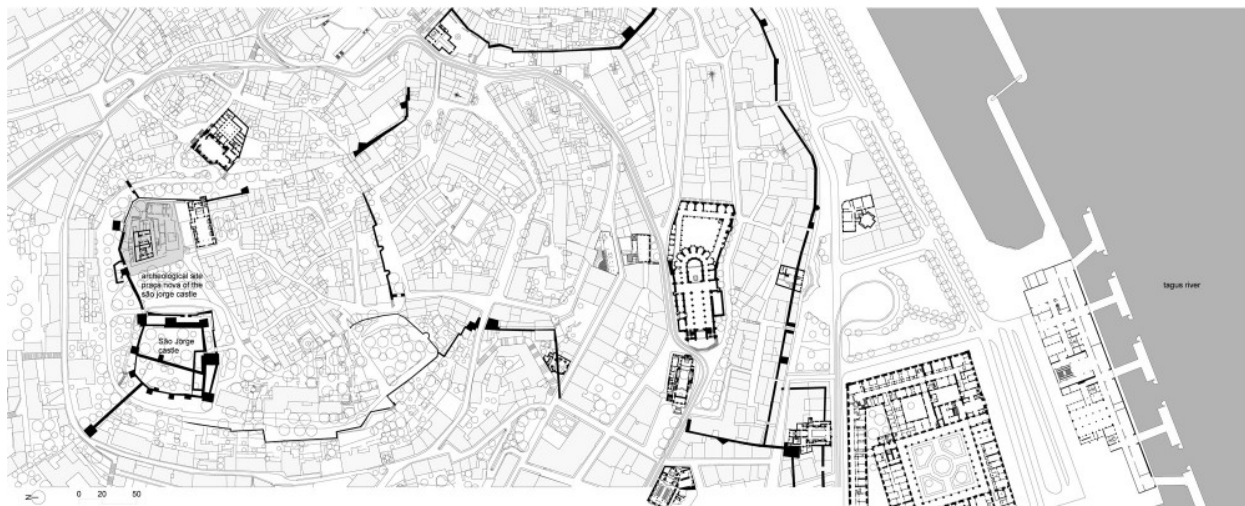 archeological site
praça nova of the
são jorge castle
São Jorge
castle
tagus river
N
0 20 50